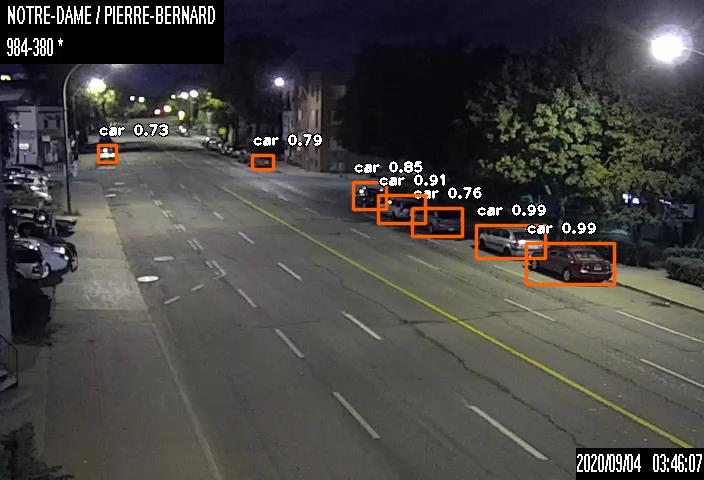 NOTRE-DAME / PIERRE-BERNARD
984-380 *
car 0.73
car 0.79
car 0.85
car 0.91
car 0.76
car 0.99
car 0.99
2020/09/04 03:46:07